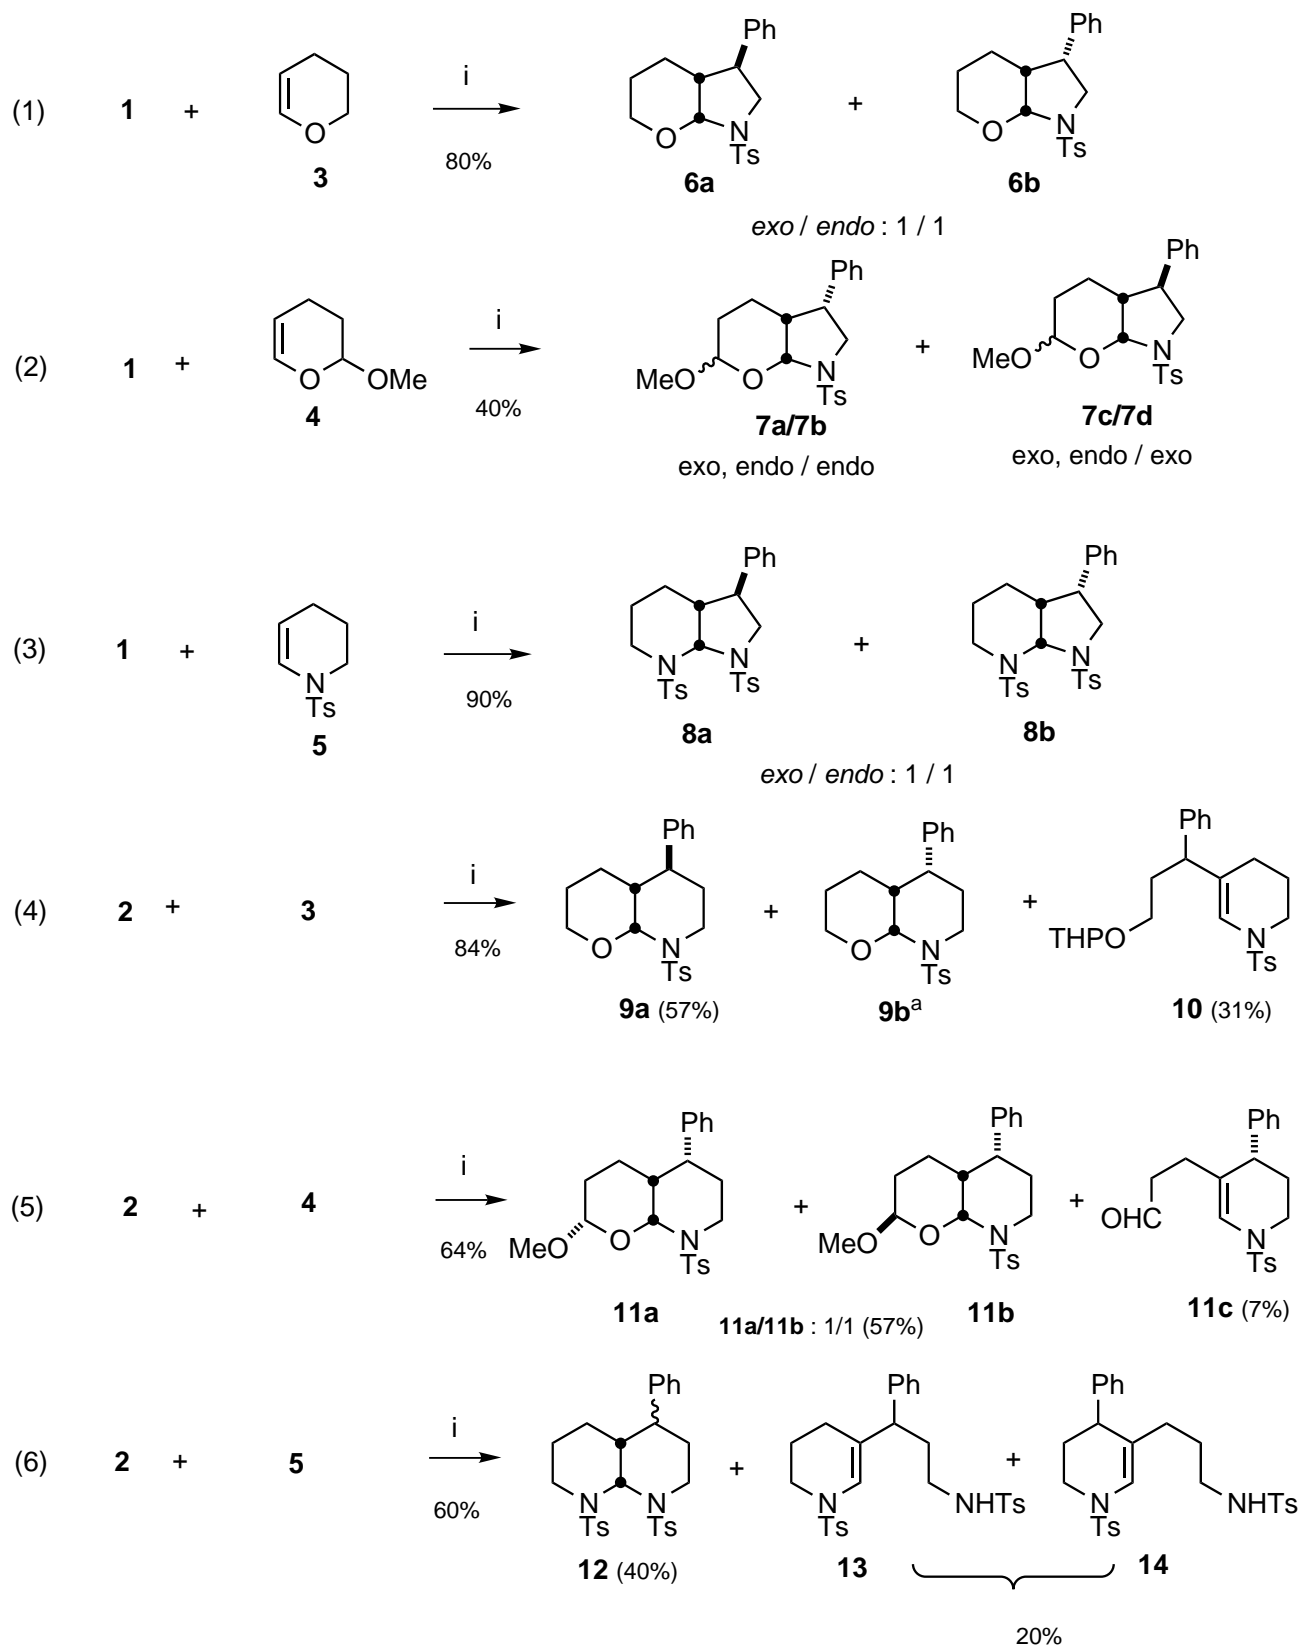 Ph
Ph
(1) 1 + O i + O N O N
80%
Ts
Ts
3
6a
6b
exo / endo : 1 / 1
Ph
Ph
(2) 1 + O OMe i MeO O N + MeO O N
4
40%
Ts
Ts
7a/7b
7c/7d
exo, endo / endo
exo, endo / exo
Ph
Ph
(3) 1 + N i N N + N N
Ts
90%
Ts Ts
Ts Ts
5
8a
8b
exo / endo : 1 / 1
Ph
Ph
Ph
(4) 2 + 3 i O N + O N + THPO N
84%
Ts
Ts
Ts
9a (57%)
9bᵃ
10 (31%)
Ph
Ph
Ph
(5) 2 + 4 i MeO O N + MeO O N + OHC N
64%
Ts
Ts
Ts
11a
11a/11b : 1/1 (57%)
11b
11c (7%)
Ph
Ph
Ph
(6) 2 + 5 i N N + N NHTs + N NHTs
60%
Ts Ts
Ts
Ts
12 (40%)
13
14
20%